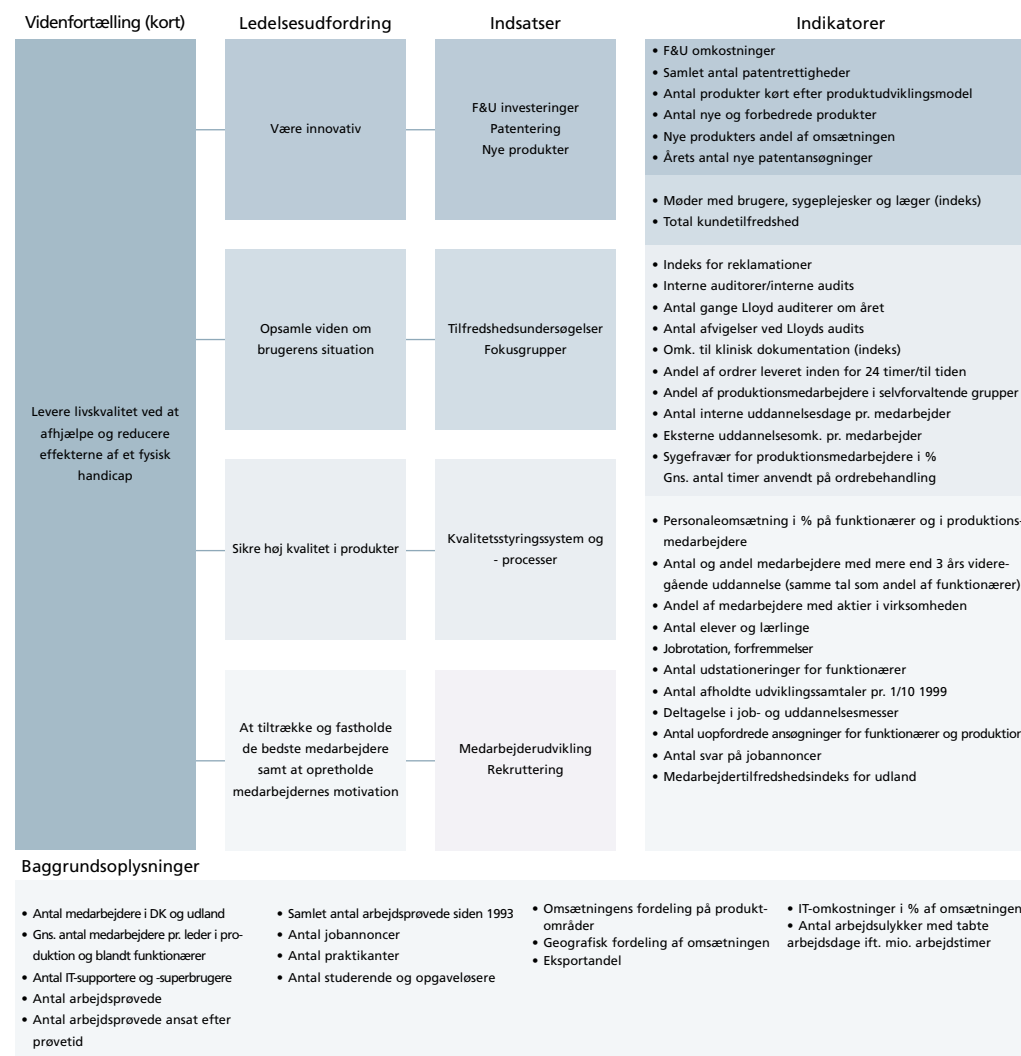 Videnfortælling (kort)
Ledelsesudfordring
Indsatser
Indikatorer
Levere livskvalitet ved at
afhjælpe og reducere
effekterne af et fysisk
handicap
Være innovativ
F&U investeringer
Patentering
Nye produkter
• F&U omkostninger
• Samlet antal patentrettigheder
• Antal produkter kørt efter produktudviklingsmodel
• Antal nye og forbedrede produkter
• Nye produkters andel af omsætningen
• Årets antal nye patentansøgninger
• Møder med brugere, sygeplejesker og læger (indeks)
• Total kundetilfredshed
Opsamle viden om
brugerens situation
Tilfredshedsundersøgelser
Fokusgrupper
• Indeks for reklamationer
• Interne auditorer/interne audits
• Antal gange Lloyd auditerer om året
• Antal afvigelser ved Lloyds audits
• Omk. til klinisk dokumentation (indeks)
• Andel af ordrer leveret inden for 24 timer/til tiden
• Andel af produktionsmedarbejdere i selvforvaltende grupper
• Antal interne uddannelsesdage pr. medarbejder
• Eksterne uddannelsesomk. pr. medarbejder
• Sygefravær for produktionsmedarbejdere i %
Gns. antal timer anvendt på ordrebehandling
Sikre høj kvalitet i produkter
Kvalitetsstyringssystem og
- processer
• Personaleomsætning i % på funktionærer og i produktions-
medarbejdere
• Antal og andel medarbejdere med mere end 3 års videre-
gående uddannelse (samme tal som andel af funktionærer)
• Andel af medarbejdere med aktier i virksomheden
• Antal elever og lærlinge
• Jobrotation, forfremmelser
• Antal udstationeringer for funktionærer
• Antal afholdte udviklingssamtaler pr. 1/10 1999
• Deltagelse i job- og uddannelsesmesser
• Antal uopfordrede ansøgninger for funktionærer og produktion
• Antal svar på jobannoncer
• Medarbejdertilfredshedsindeks for udland
At tiltrække og fastholde
de bedste medarbejdere
samt at opretholde
medarbejdernes motivation
Medarbejderudvikling
Rekruttering
Baggrundsoplysninger
• Antal medarbejdere i DK og udland
• Gns. antal medarbejdere pr. leder i pro-
duktion og blandt funktionærer
• Antal IT-supportere og -superbrugere
• Antal arbejdsprøvede
• Antal arbejdsprøvede ansat efter
prøvetid
• Samlet antal arbejdsprøvede siden 1993
• Antal jobannoncer
• Antal praktikanter
• Antal studerende og opgaveløsere
• Omsætningens fordeling på produkt-
områder
• Geografisk fordeling af omsætningen
• Eksportandel
• IT-omkostninger i % af omsætningen
• Antal arbejdsulykker med tabte
arbejdsdage ift. mio. arbejdstimer